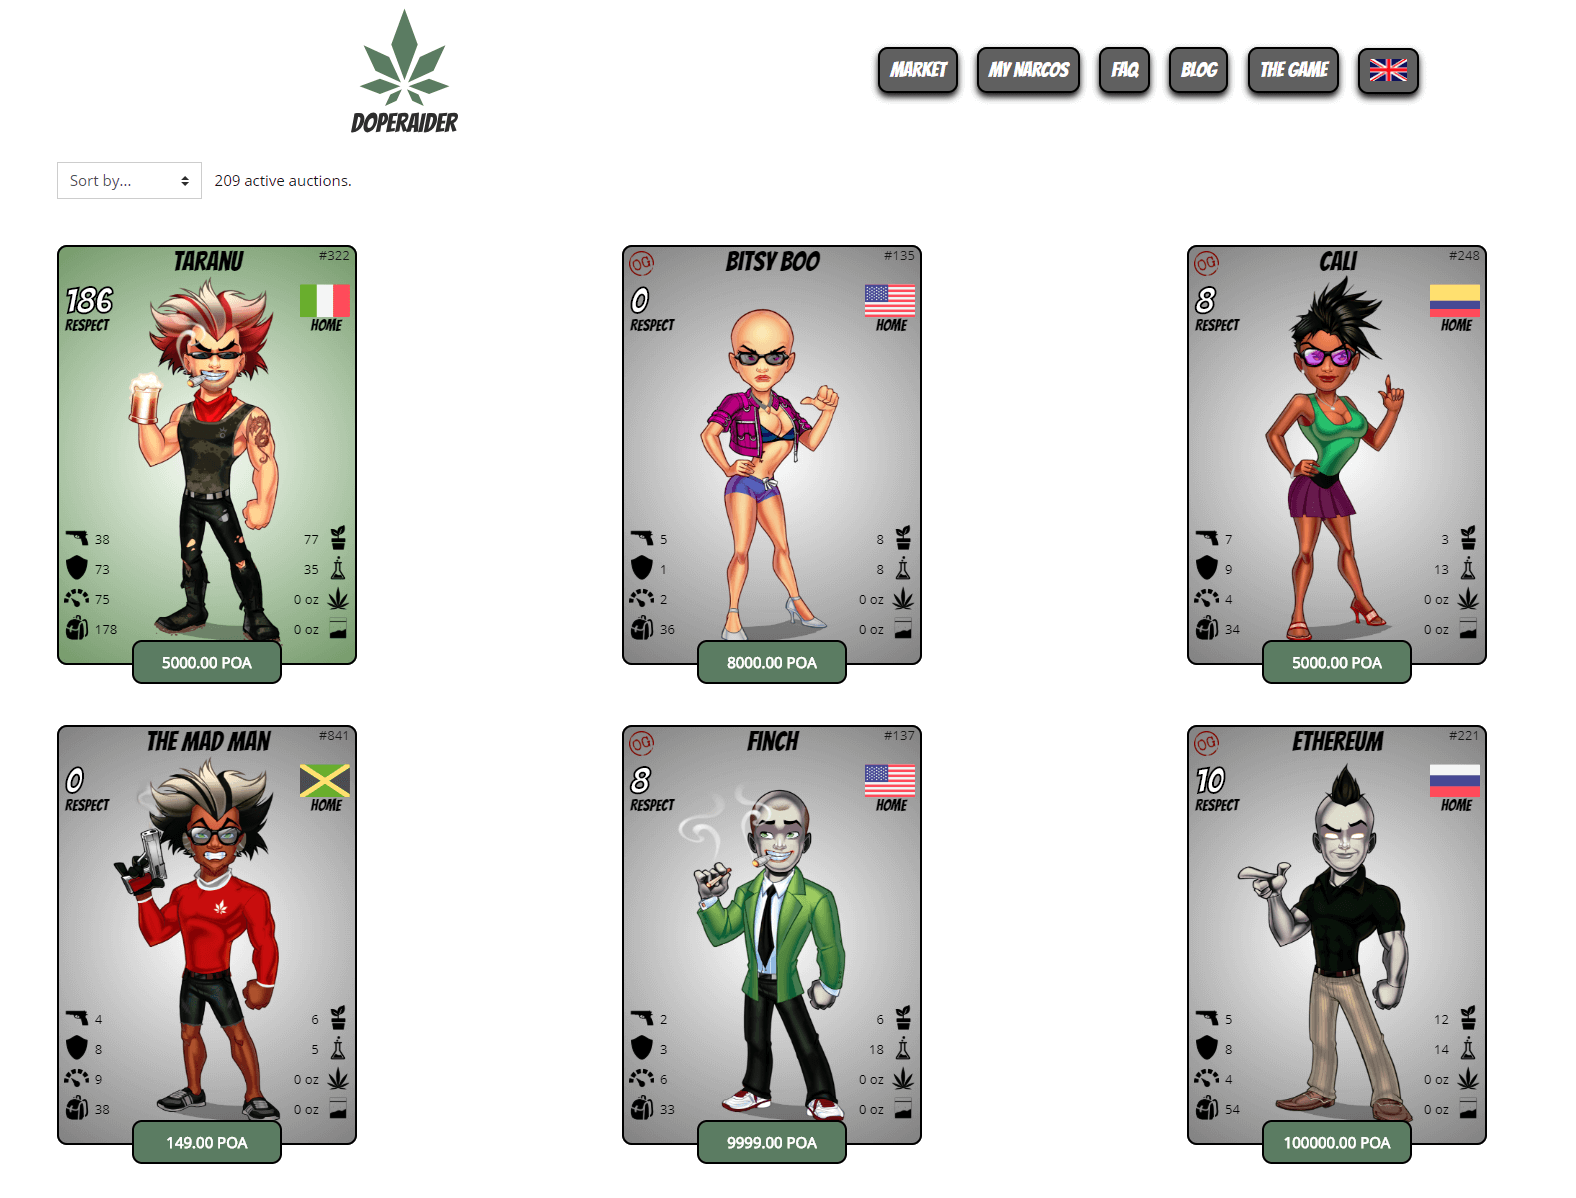 DOPERAIDER
MARKET
MY NARCOS
FAQ
BLOG
THE GAME
Sort by...
209 active auctions.
TARANU
#322
186
RESPECT
HOME
38
77
73
35
75
0 oz
178
0 oz
5000.00 POA
OG
BITSY BOO
#135
0
RESPECT
HOME
5
8
1
8
2
0 oz
36
0 oz
8000.00 POA
OG
CALI
#248
8
RESPECT
HOME
7
3
9
13
4
0 oz
34
0 oz
5000.00 POA
THE MAD MAN
#841
0
RESPECT
HOME
4
6
8
5
9
0 oz
38
0 oz
149.00 POA
OG
FINCH
#137
8
RESPECT
HOME
2
6
3
18
6
0 oz
33
0 oz
9999.00 POA
OG
ETHEREUM
#221
10
RESPECT
HOME
5
12
8
14
4
0 oz
54
0 oz
100000.00 POA